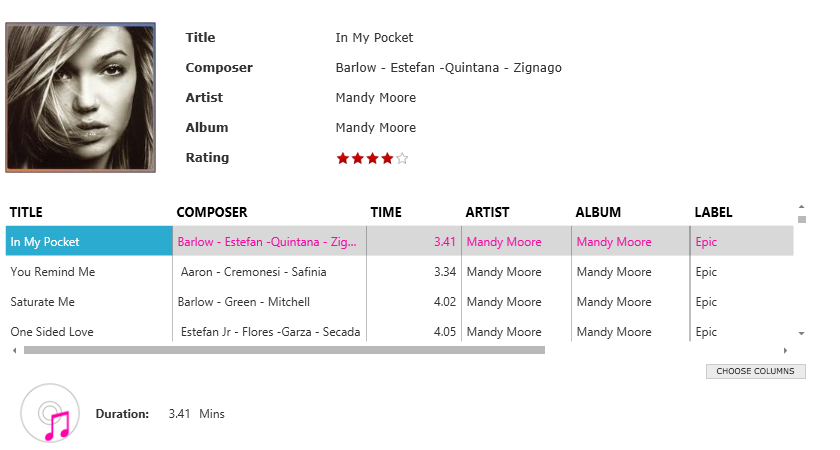 Title In My Pocket
Composer Barlow - Estefan -Quintana - Zignago
Artist Mandy Moore
Album Mandy Moore
Rating
TITLE COMPOSER TIME ARTIST ALBUM LABEL
In My Pocket Barlow - Estefan -Quintana - Zig... 3.41 Mandy Moore Mandy Moore Epic
You Remind Me Aaron - Cremonesi - Safinia 3.34 Mandy Moore Mandy Moore Epic
Saturate Me Barlow - Green - Mitchell 4.02 Mandy Moore Mandy Moore Epic
One Sided Love Estefan Jr - Flores -Garza - Secada 4.05 Mandy Moore Mandy Moore Epic
CHOOSE COLUMNS
Duration: 3.41 Mins